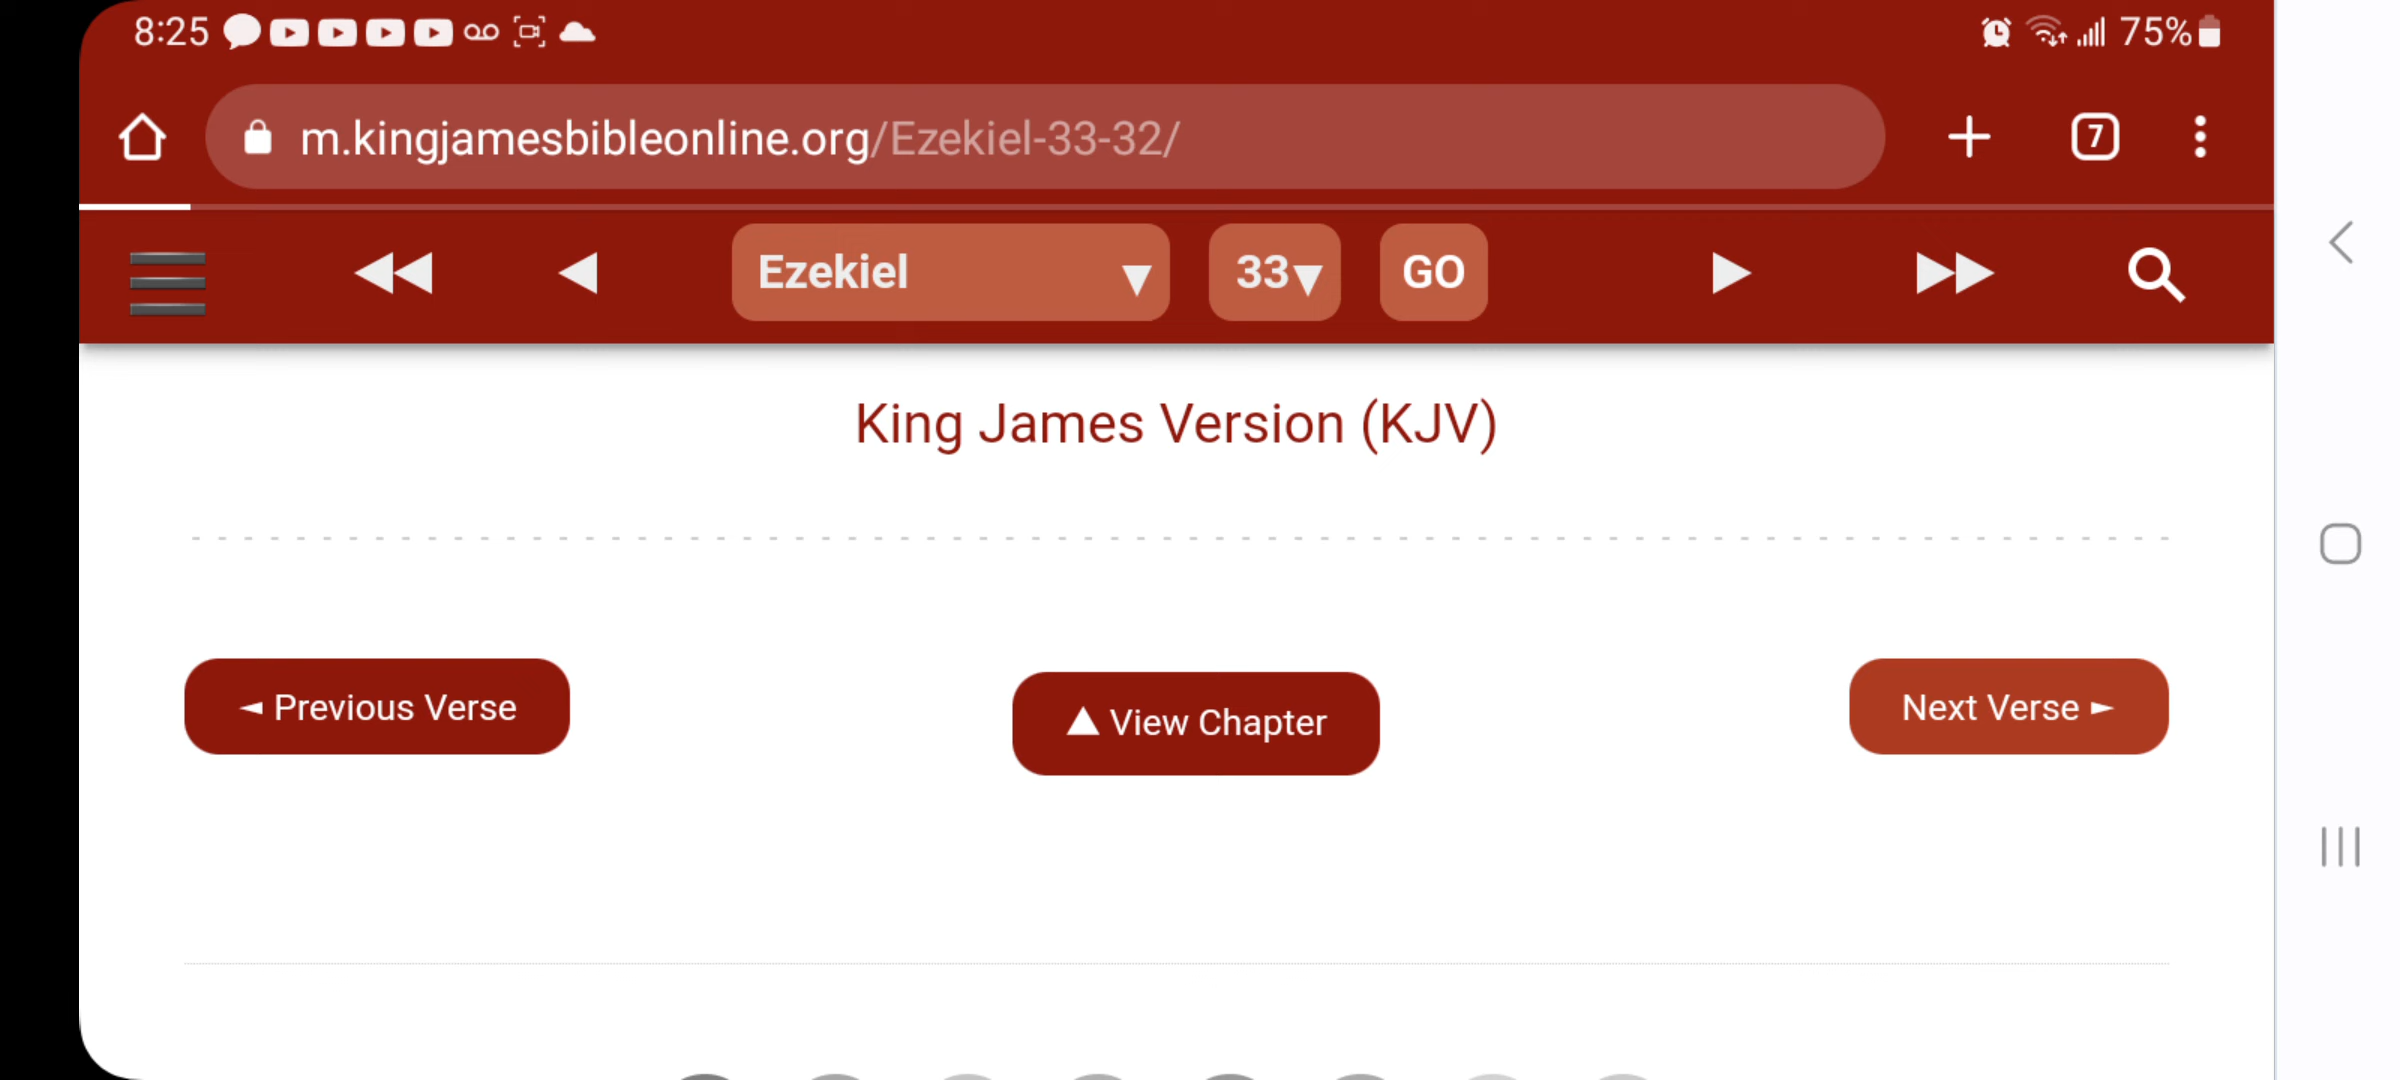 8:25 75%
m.kingjamesbibleonline.org/Ezekiel-33-32/ 7
Ezekiel ▼ 33▼ GO
King James Version (KJV)
◄ Previous Verse ▲ View Chapter Next Verse ►